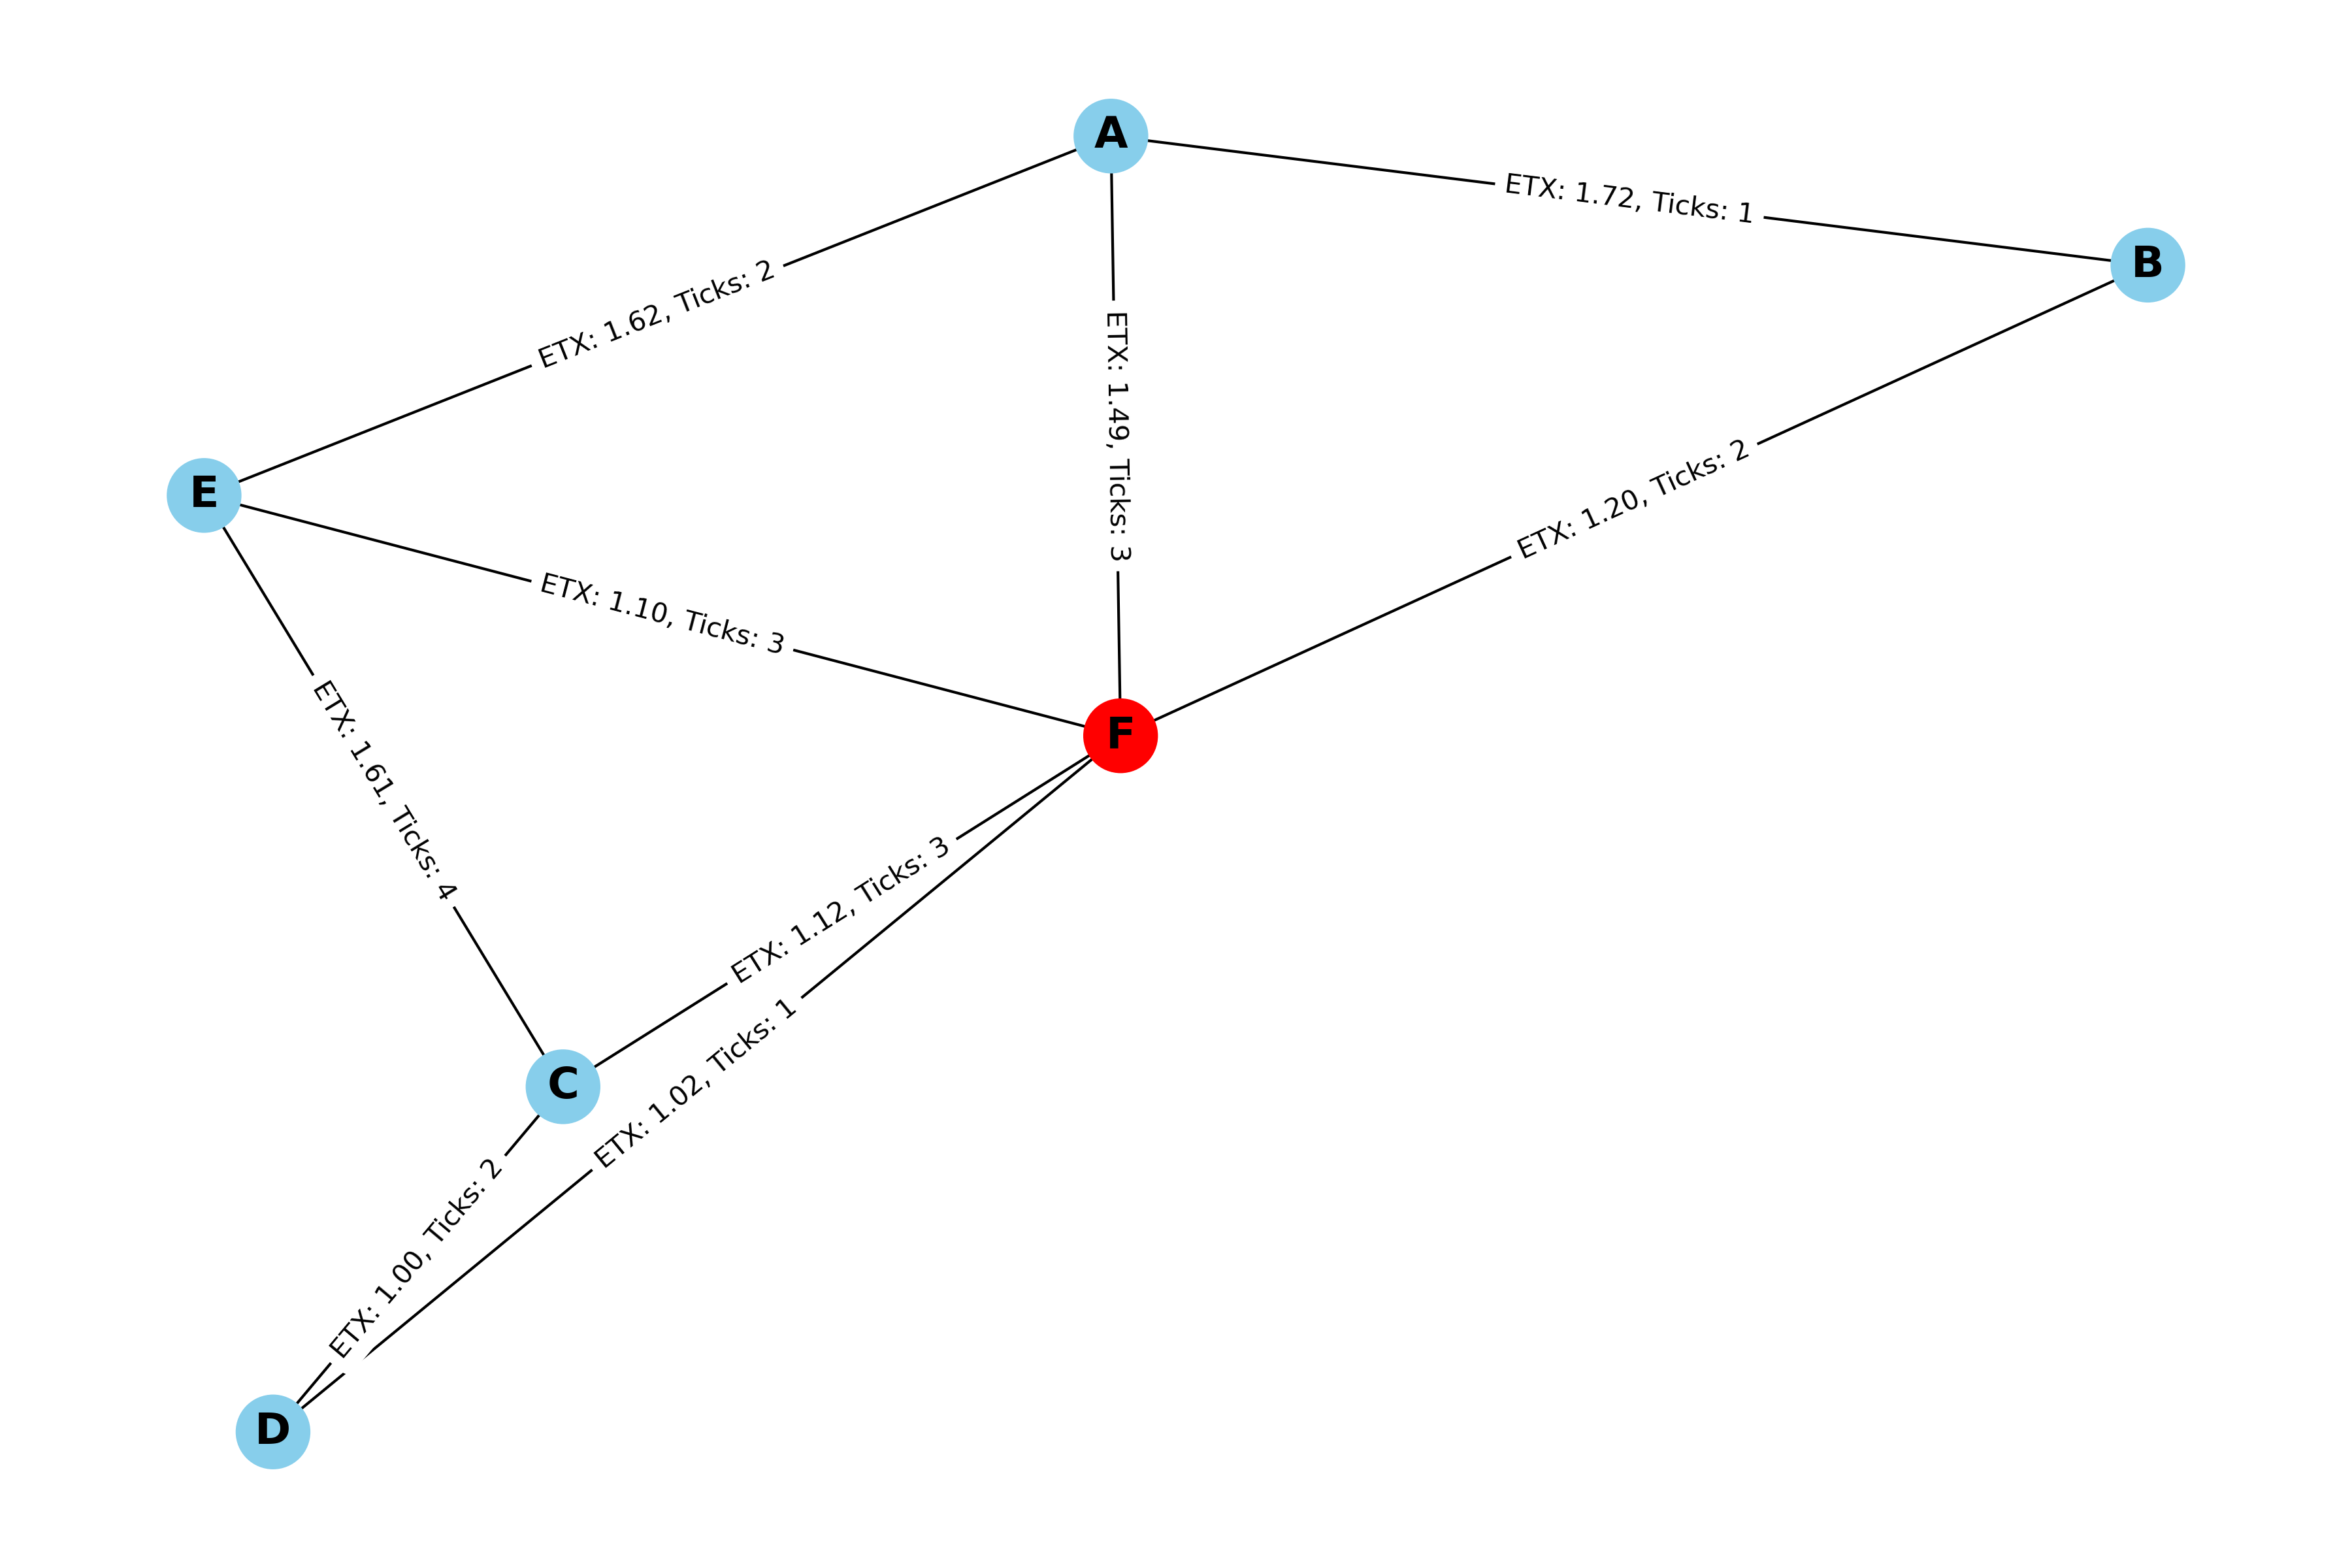 A
ETX: 1.72, Ticks: 1
B
ETX: 1.62, Ticks: 2
ETX: 1.49, Ticks: 3
E
ETX: 1.20, Ticks: 2
ETX: 1.10, Ticks: 3
F
ETX: 1.61, Ticks: 4
ETX: 1.12, Ticks: 3
ETX: 1.02, Ticks: 1
C
ETX: 1.00, Ticks: 2
D